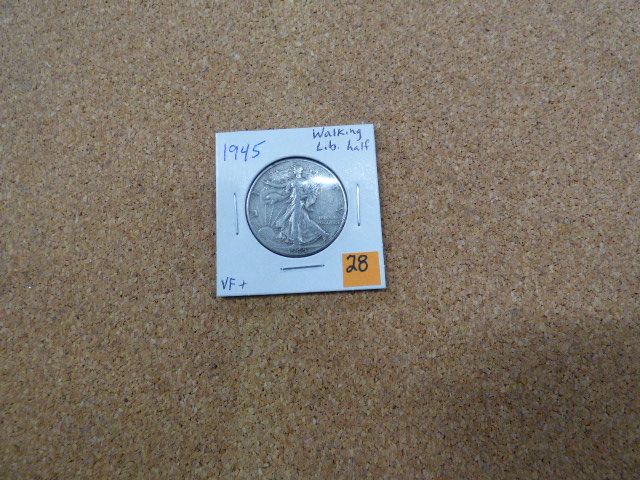 1945
Walking
Lib. half
VF+
28